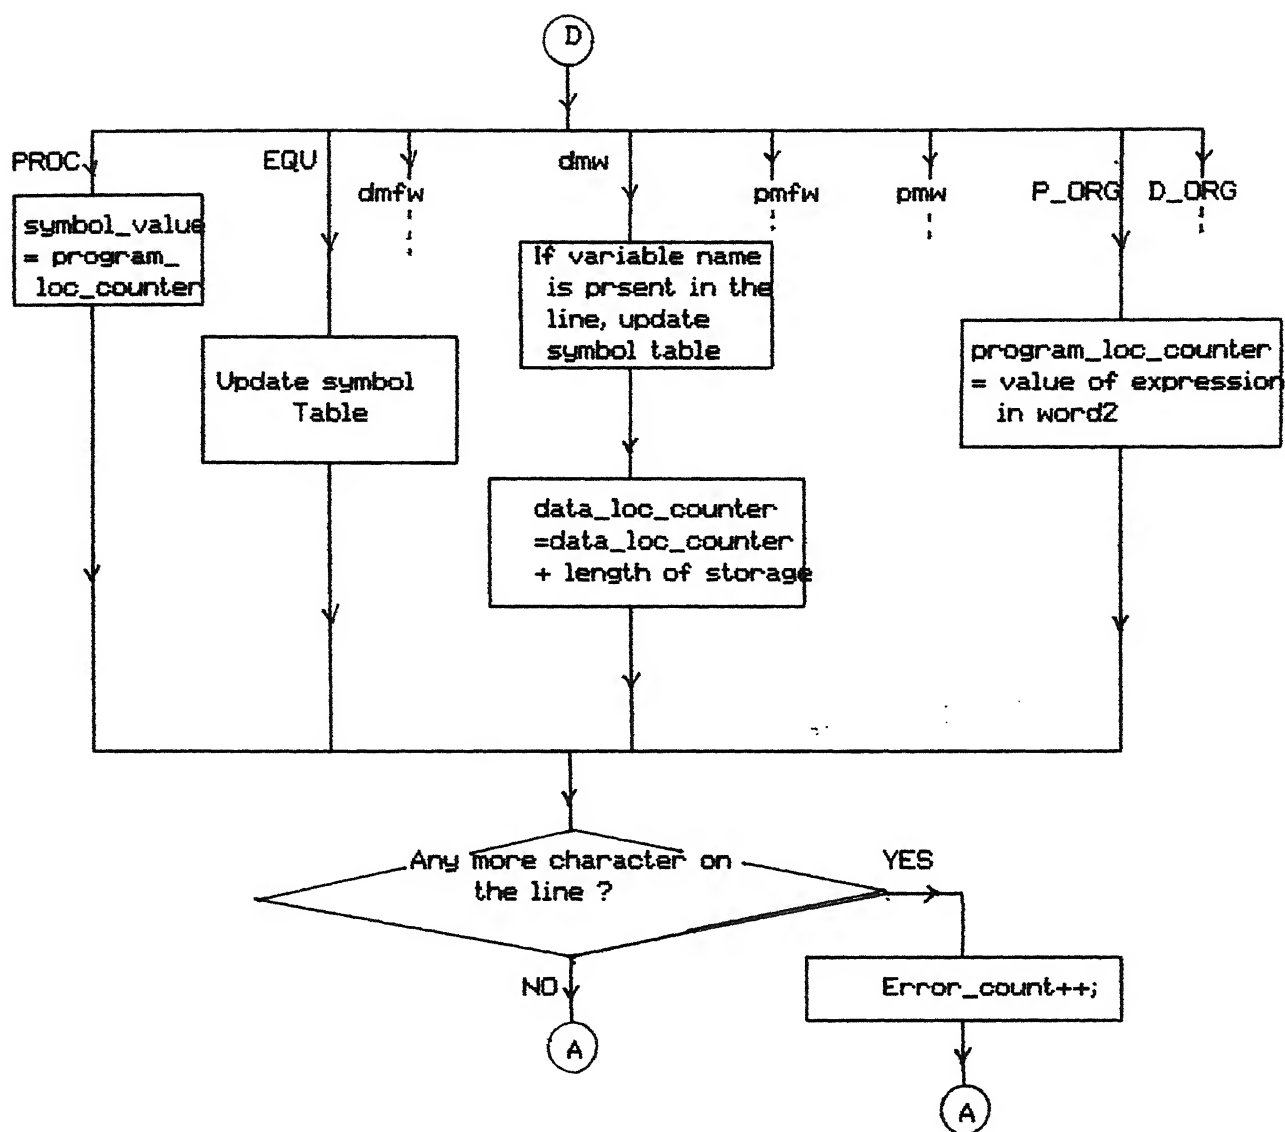 D
PROC
EQU
dmfw
dmw
pmfw
pmw
P_ORG
D_ORG
symbol_value
= program_
loc_counter
If variable name
is prsent in the
line, update
symbol table
Update symbol
Table
program_loc_counter
= value of expression
in word2
data_loc_counter
=data_loc_counter
+ length of storage
Any more character on
the line ?
YES
NO
Error_count++;
A
A